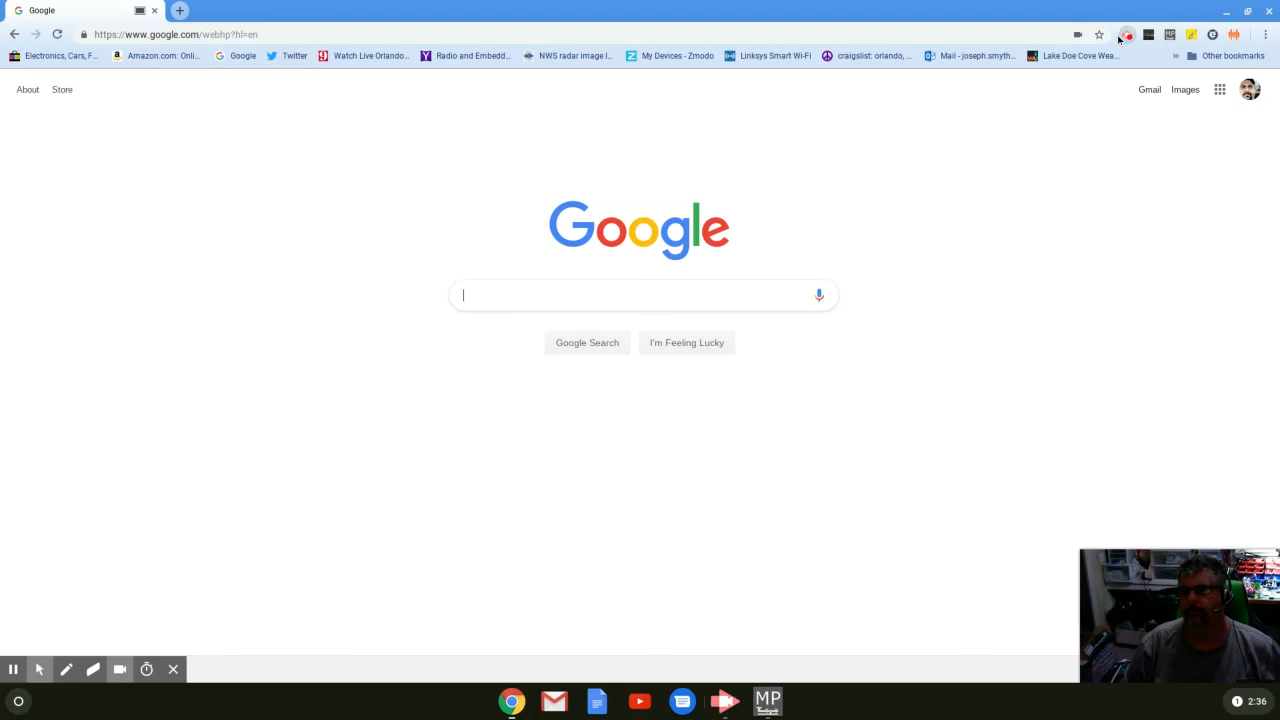 Google
https://www.google.com/webhp?hl=en
Electronics, Cars, F...
Amazon.com: Onli...
Google
Twitter
Watch Live Orlando...
Radio and Embedd...
NWS radar image l...
My Devices - Zmodo
Linksys Smart Wi-Fi
craigslist: orlando, ...
Mail - joseph.smyth...
Lake Doe Cove Wea...
»
Other bookmarks
About
Store
Gmail
Images
Google
Google Search
I'm Feeling Lucky
MP
1 2:36